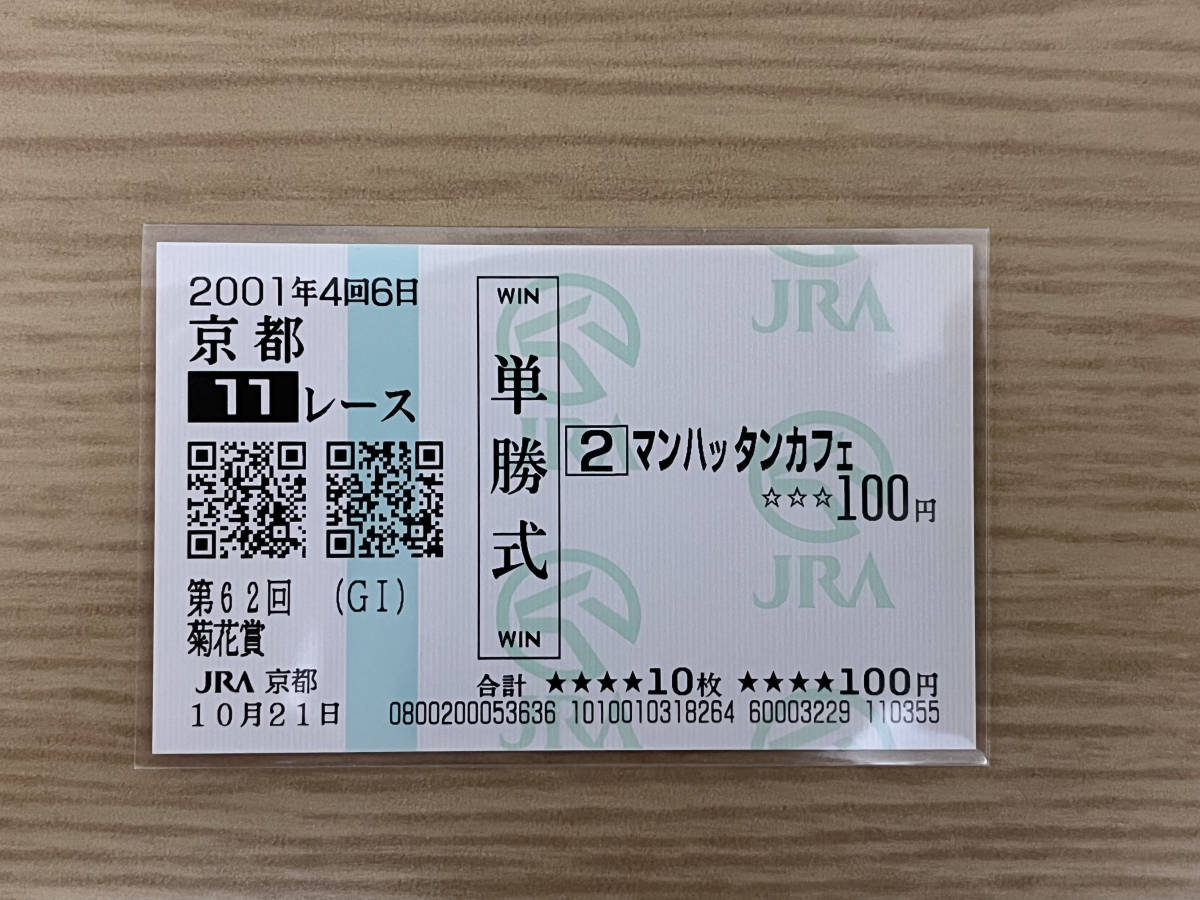 2001年4回6日
京都
11レース
第62回 (GI)
菊花賞
JRA 京都
10月21日
WIN
単勝式
WIN
2 マンハッタンカフェ
☆☆☆100円
合計 ★★★★10枚 ★★★★100円
0800200053636 1010010318264 60003229 110355
JRA
JRA
JRA
JRA
JRA